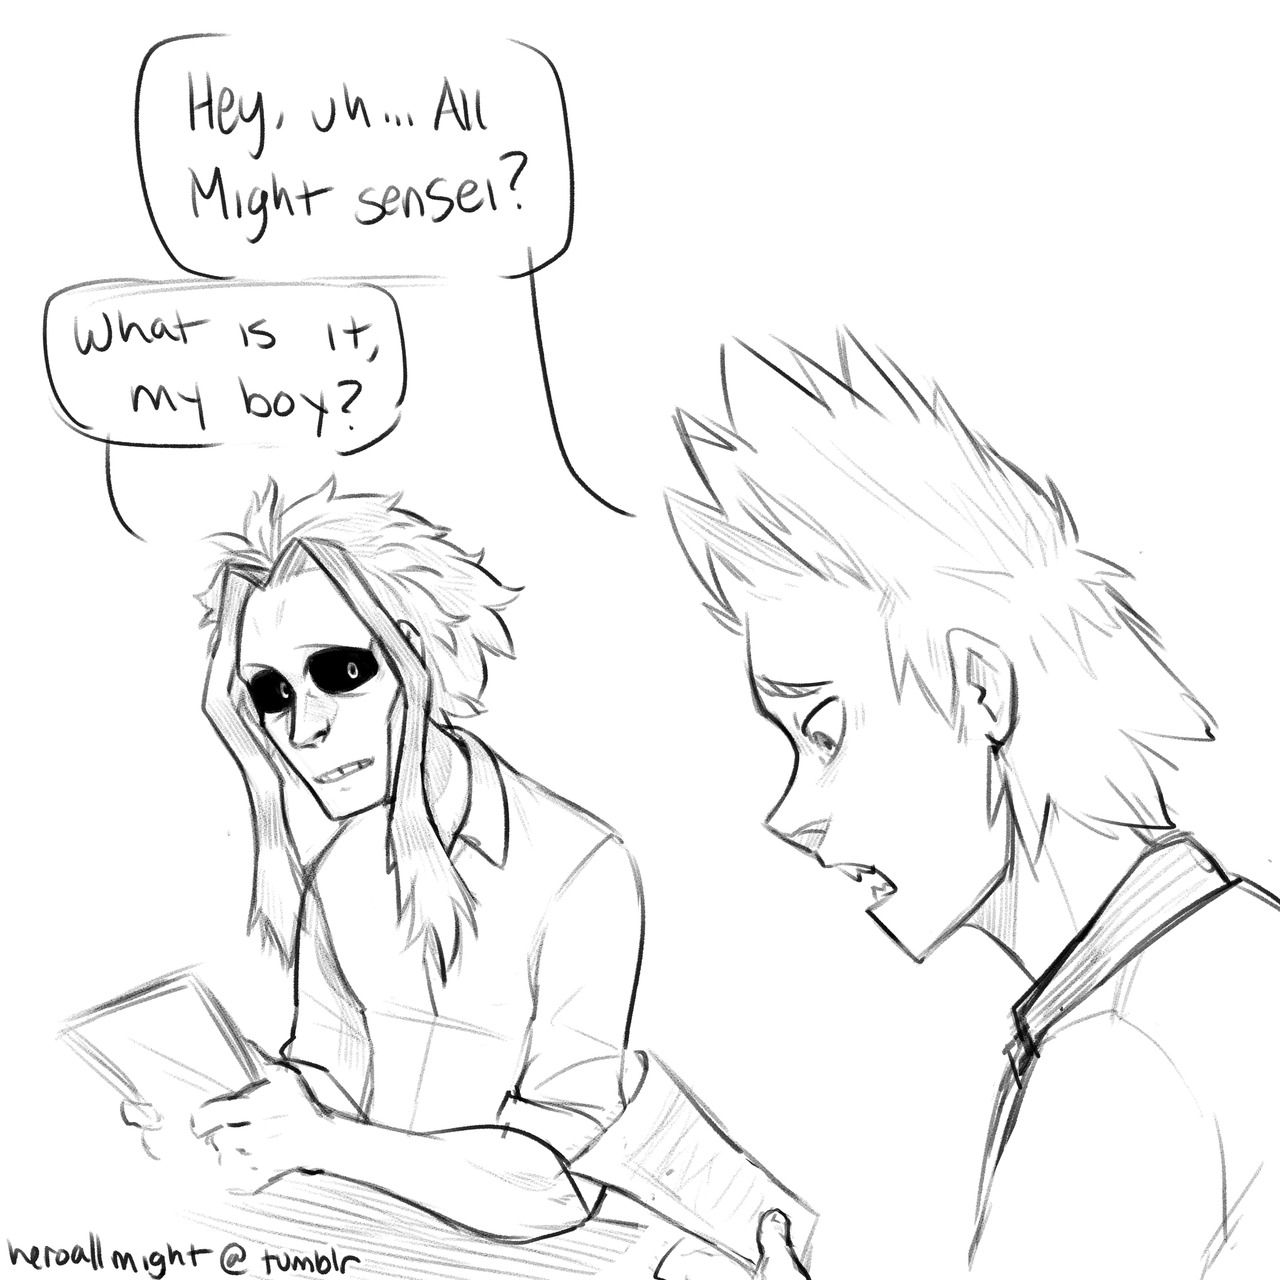 Hey, uh... All
Might sensei?
What is it,
my boy?
heroallmight @ tumblr